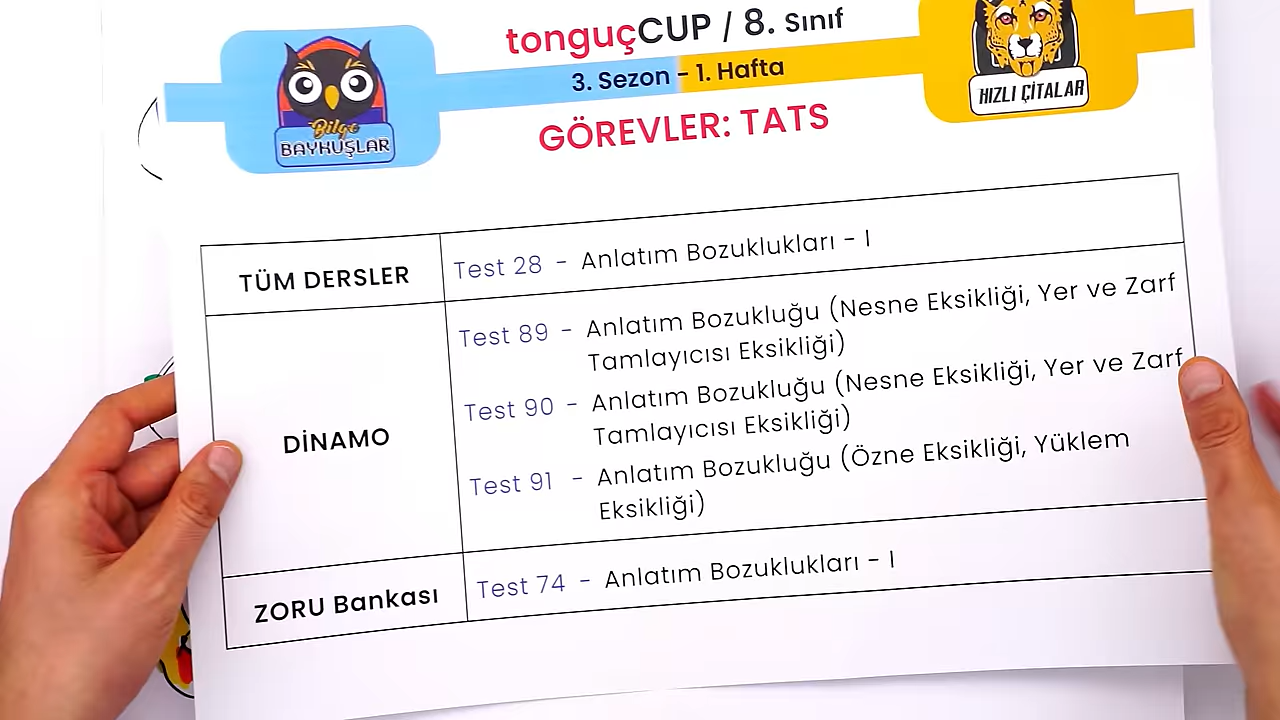 tonguçCUP / 8. Sınıf
3. Sezon - 1. Hafta
Bilge
BAYKUŞLAR
HIZLI ÇİTALAR
GÖREVLER: TATS
TÜM DERSLER
Test 28 - Anlatım Bozuklukları - I
DİNAMO
Test 89 - Anlatım Bozukluğu (Nesne Eksikliği, Yer ve Zarf
Tamlayıcısı Eksikliği)
Test 90 - Anlatım Bozukluğu (Nesne Eksikliği, Yer ve Zarf
Tamlayıcısı Eksikliği)
Test 91 - Anlatım Bozukluğu (Özne Eksikliği, Yüklem
Eksikliği)
ZORU Bankası
Test 74 - Anlatım Bozuklukları - I